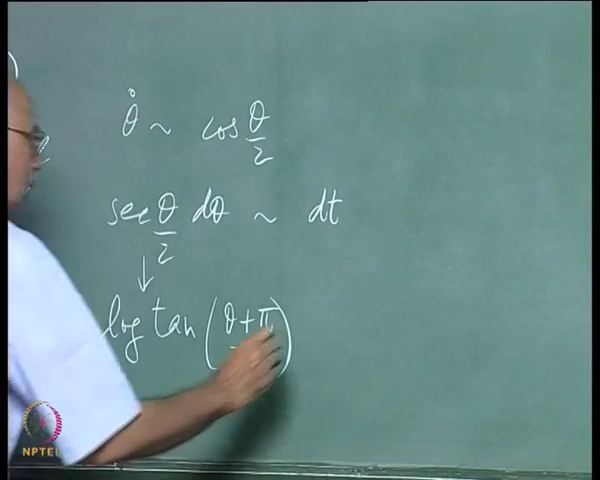 θ̇ ~ cos θ/2
sec θ/2 dθ ~ dt
↓
log tan (θ + π)
NPTEL